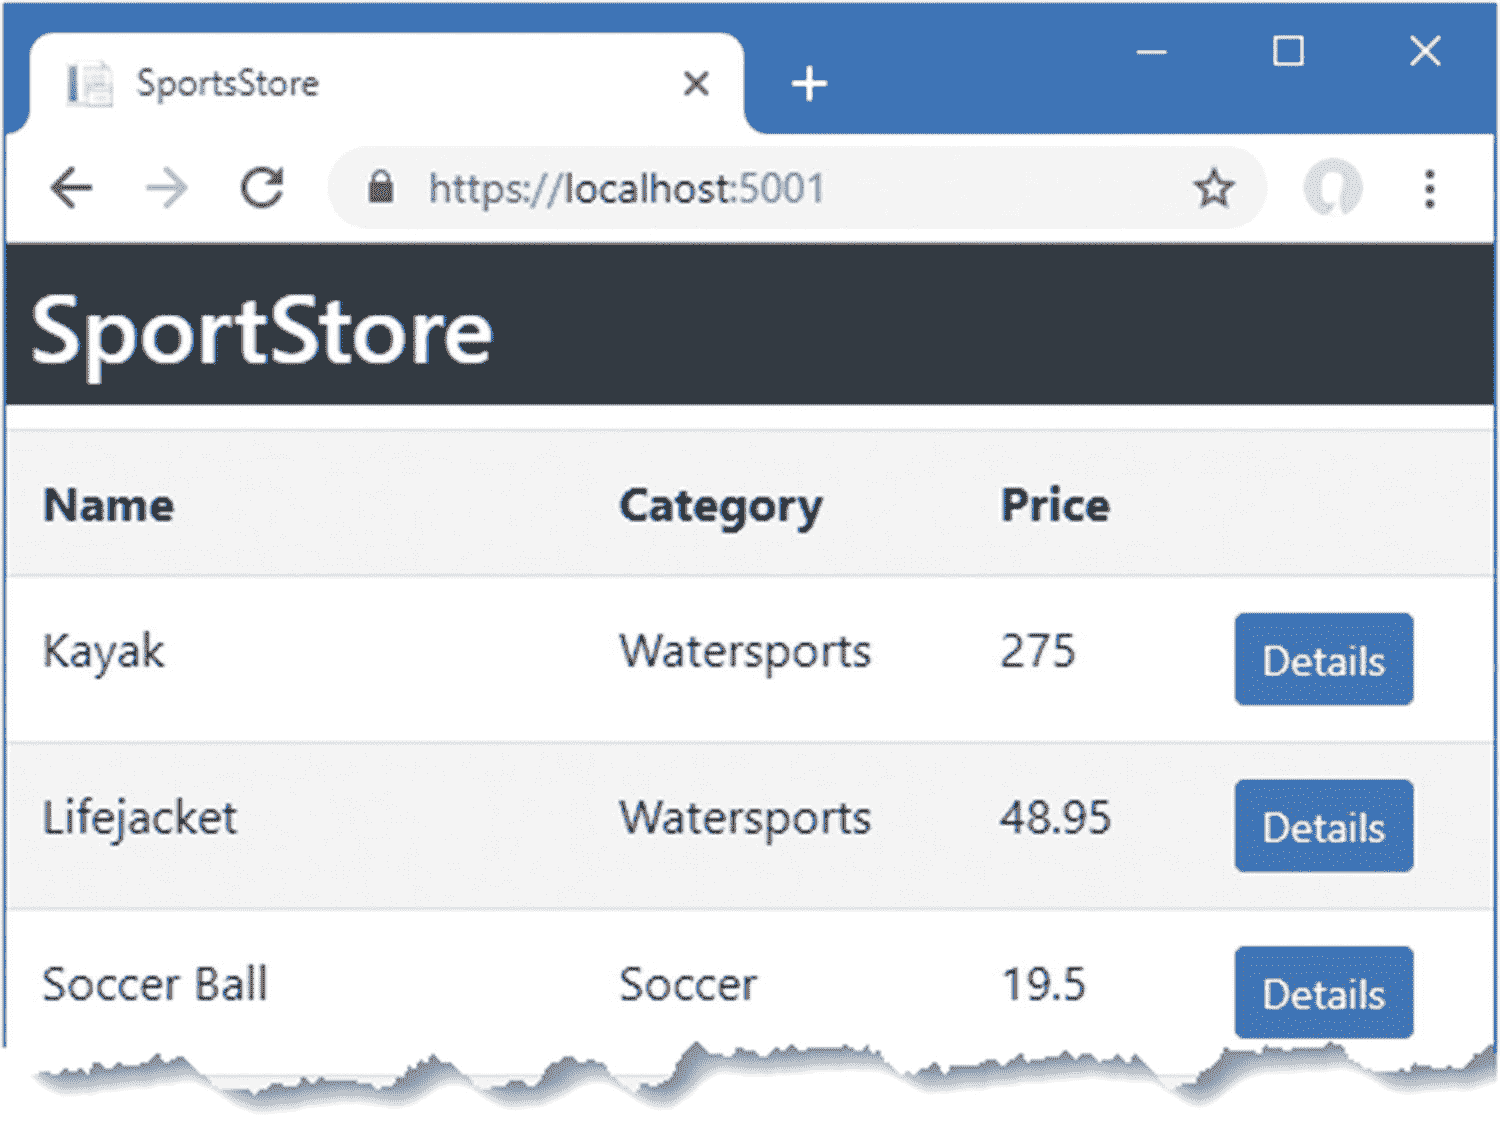 SportsStore
https://localhost:5001
SportStore
Name Category Price
Kayak Watersports 275 Details
Lifejacket Watersports 48.95 Details
Soccer Ball Soccer 19.5 Details